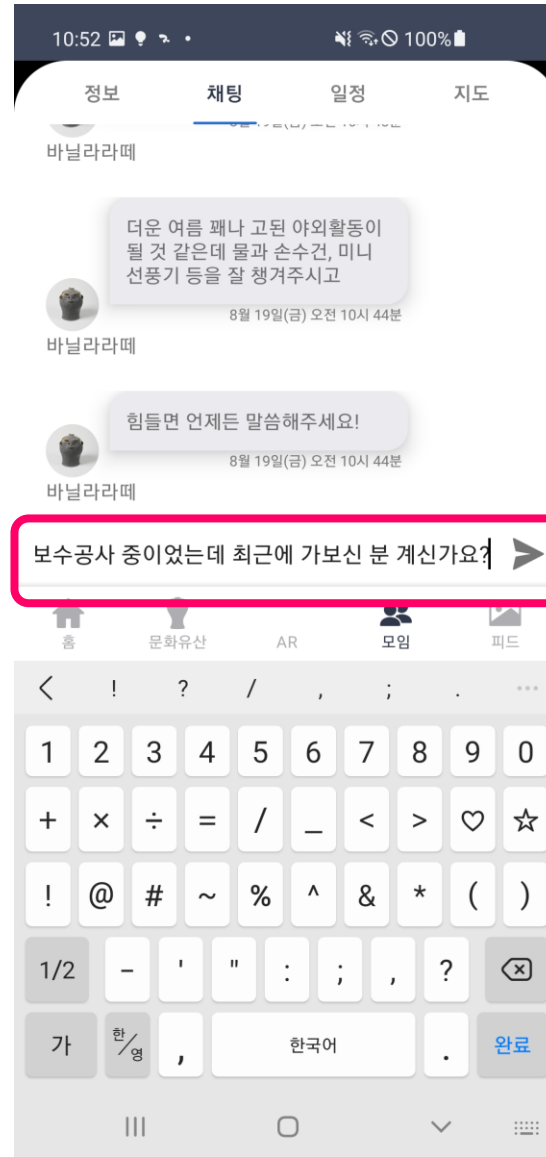 10:52 100%
정보 채팅 일정 지도
바닐라라떼
더운 여름 꽤나 고된 야외활동이
될 것 같은데 물과 손수건, 미니
선풍기 등을 잘 챙겨주시고
8월 19일(금) 오전 10시 44분
바닐라라떼
힘들면 언제든 말씀해주세요!
8월 19일(금) 오전 10시 44분
바닐라라떼
보수공사 중이었는데 최근에 가보신 분 계신가요?
홈 문화유산 AR 모임 피드
! ? / , ; .
1 2 3 4 5 6 7 8 9 0
+ × ÷ = / _ < > ♡ ☆
! @ # ~ % ^ & * ( )
1/2 - ' " : ; , ?
가 한/영 , 한국어 . 완료